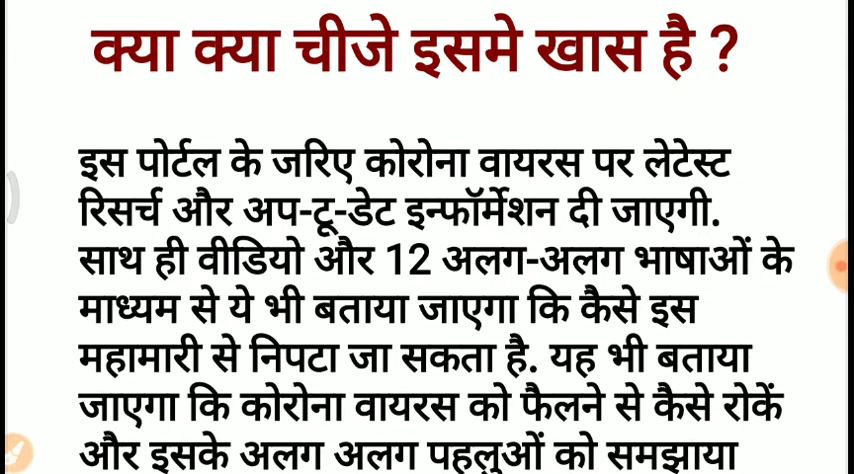 क्या क्या चीजे इसमे खास है ?
इस पोर्टल के जरिए कोरोना वायरस पर लेटेस्ट
रिसर्च और अप-टू-डेट इन्फॉर्मेशन दी जाएगी.
साथ ही वीडियो और 12 अलग-अलग भाषाओं के
माध्यम से ये भी बताया जाएगा कि कैसे इस
महामारी से निपटा जा सकता है. यह भी बताया
जाएगा कि कोरोना वायरस को फैलने से कैसे रोकें
और इसके अलग अलग पहलुओं को समझाया